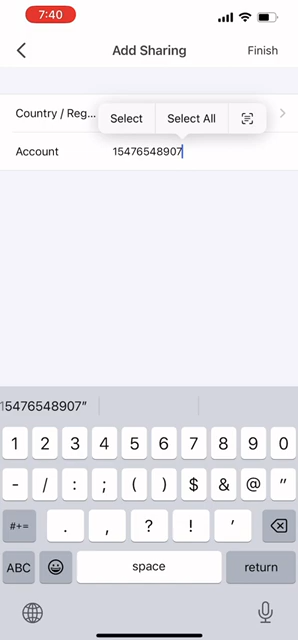 7:40
Add Sharing
Finish
Country / Reg...
Select
Select All
Account
15476548907
15476548907"
1 2 3 4 5 6 7 8 9 0
- / : ; ( ) $ & @ "
#+= . , ? ! '
ABC
space
return